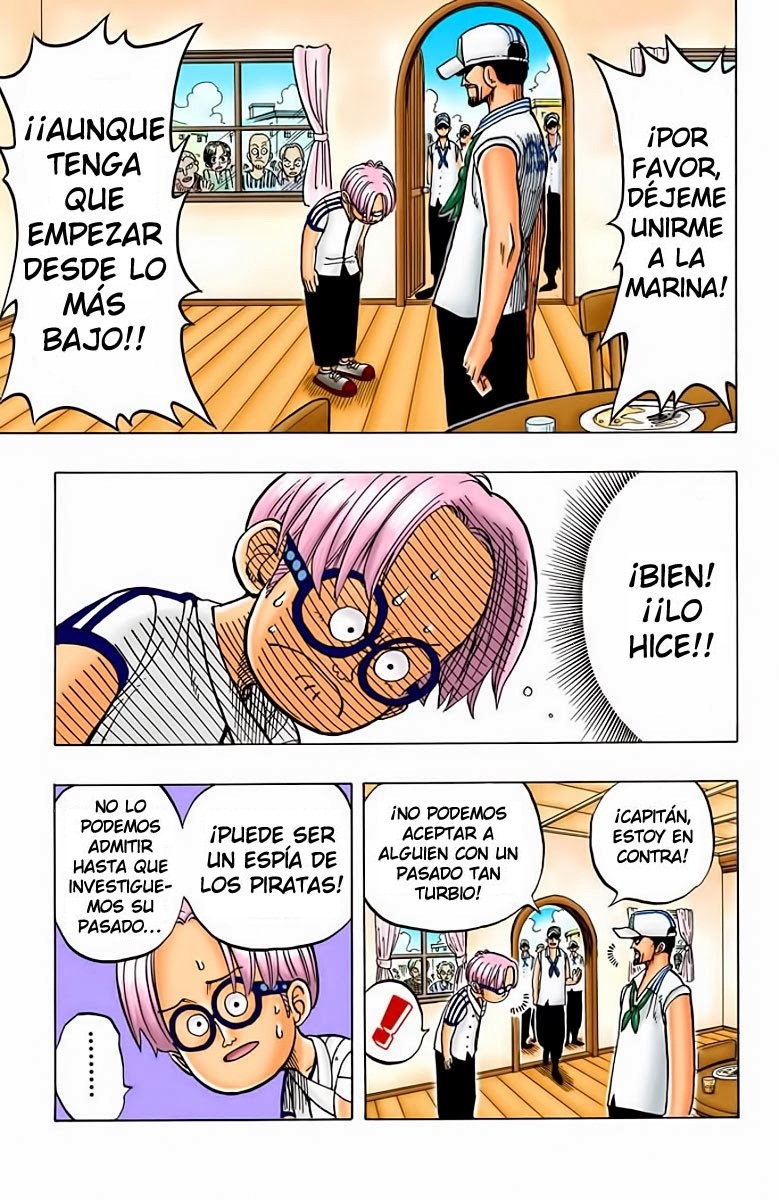 ¡POR
FAVOR,
DÉJEME
UNIRME
A LA
MARINA!
¡¡AUNQUE
TENGA
QUE
EMPEZAR
DESDE LO
MÁS
BAJO!!
¡BIEN!
¡¡LO
HICE!!
¡CAPITÁN,
ESTOY EN
CONTRA!
¡NO PODEMOS
ACEPTAR A
ALGUIEN CON UN
PASADO TAN
TURBIO!
!
¡PUEDE SER
UN ESPÍA DE
LOS PIRATAS!
NO LO
PODEMOS
ADMITIR
HASTA QUE
INVESTIGUE-
MOS SU
PASADO...
........